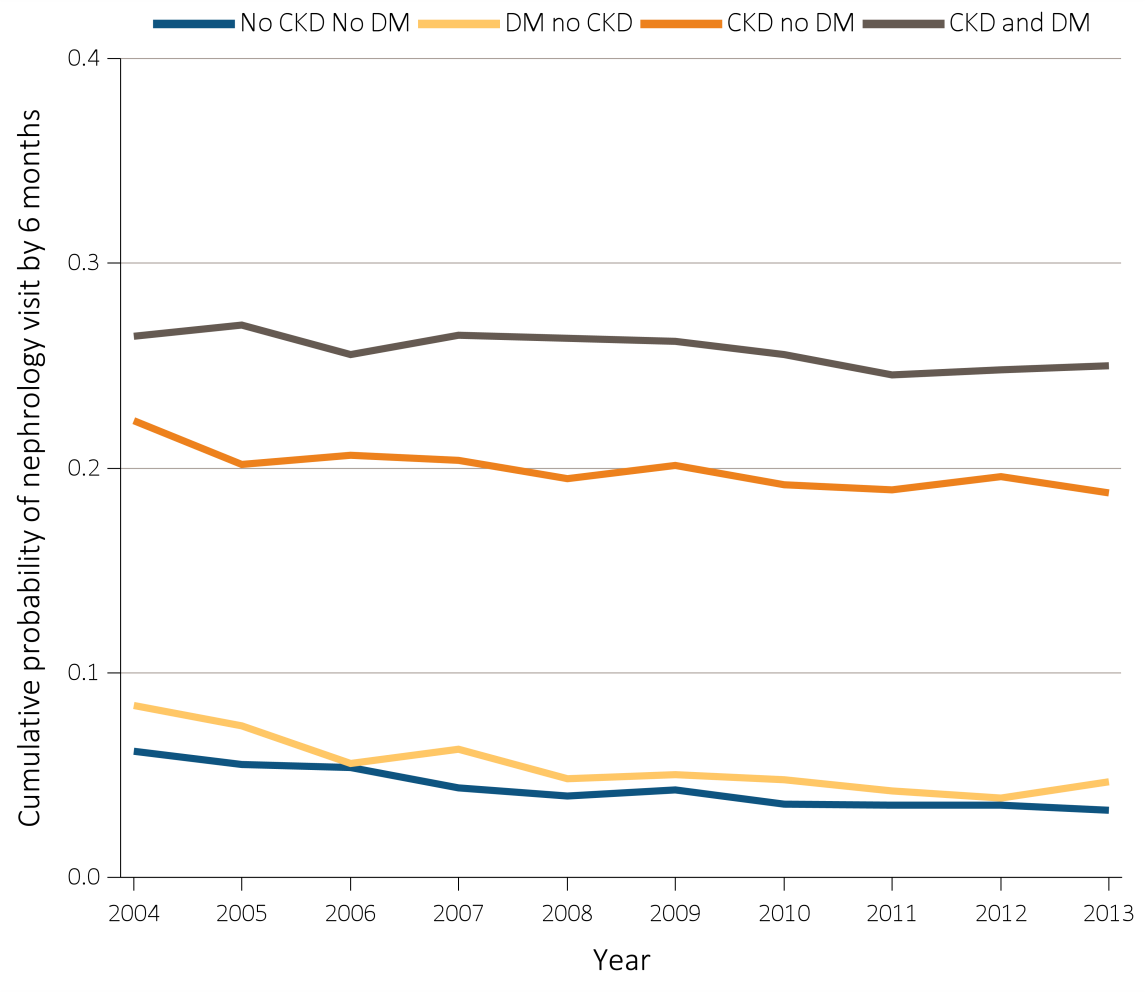 No CKD No DM DM no CKD CKD no DM CKD and DM
Cumulative probability of nephrology visit by 6 months
0.4
0.3
0.2
0.1
0.0
2004 2005 2006 2007 2008 2009 2010 2011 2012 2013
Year